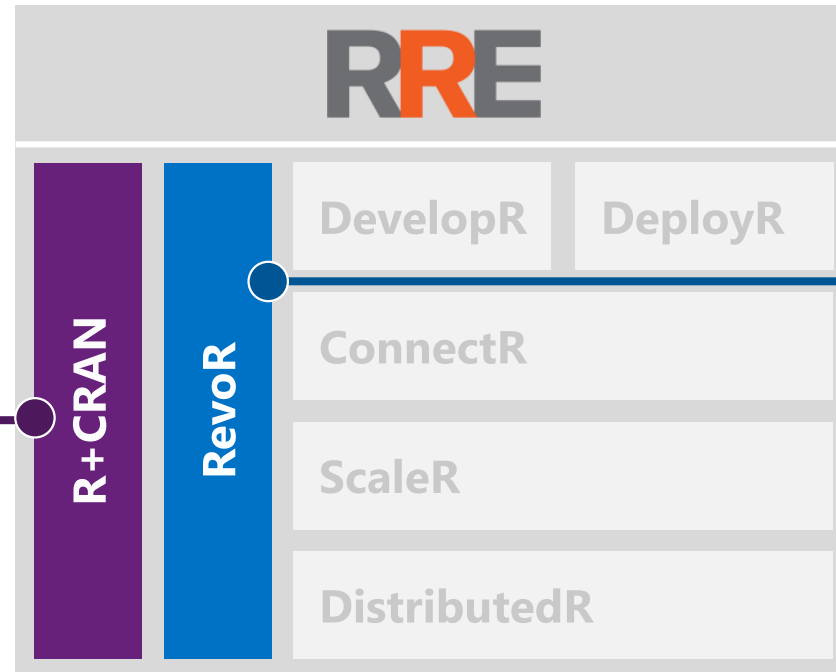 RRE
R+CRAN
RevoR
DevelopR
DeployR
ConnectR
ScaleR
DistributedR